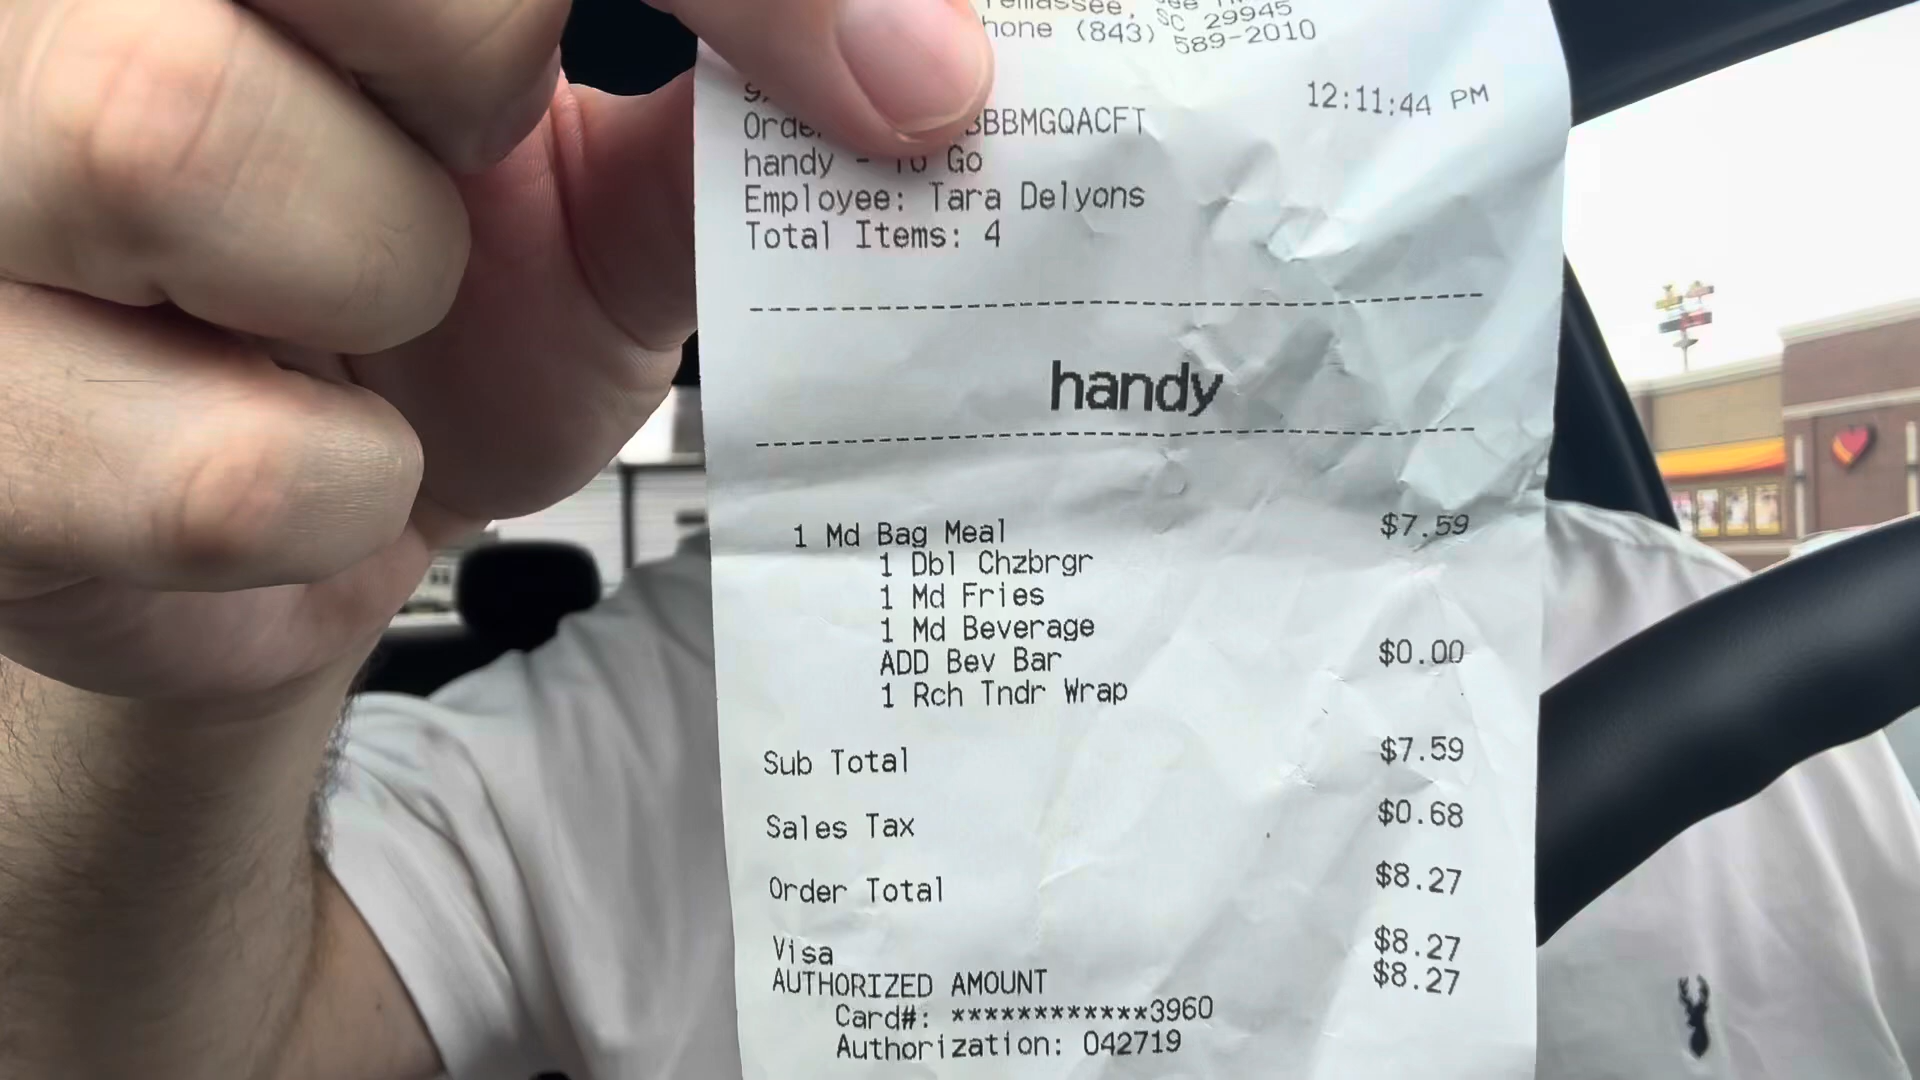 SC 29945
hone (843) 589-2010
12:11:44 PM
BBMGQACFT
handy - To Go
Employee: Tara Delyons
Total Items: 4
handy
1 Md Bag Meal $7.59
1 Dbl Chzbrgr
1 Md Fries
1 Md Beverage
ADD Bev Bar $0.00
1 Rch Tndr Wrap
Sub Total $7.59
Sales Tax $0.68
Order Total $8.27
Visa $8.27
AUTHORIZED AMOUNT $8.27
Card#: ************3960
Authorization: 042719